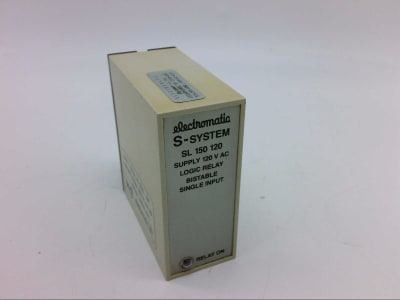 electromatic
S-SYSTEM
SL 150 120
SUPPLY 120 V AC
LOGIC RELAY
BISTABLE
SINGLE INPUT
RELAY ON